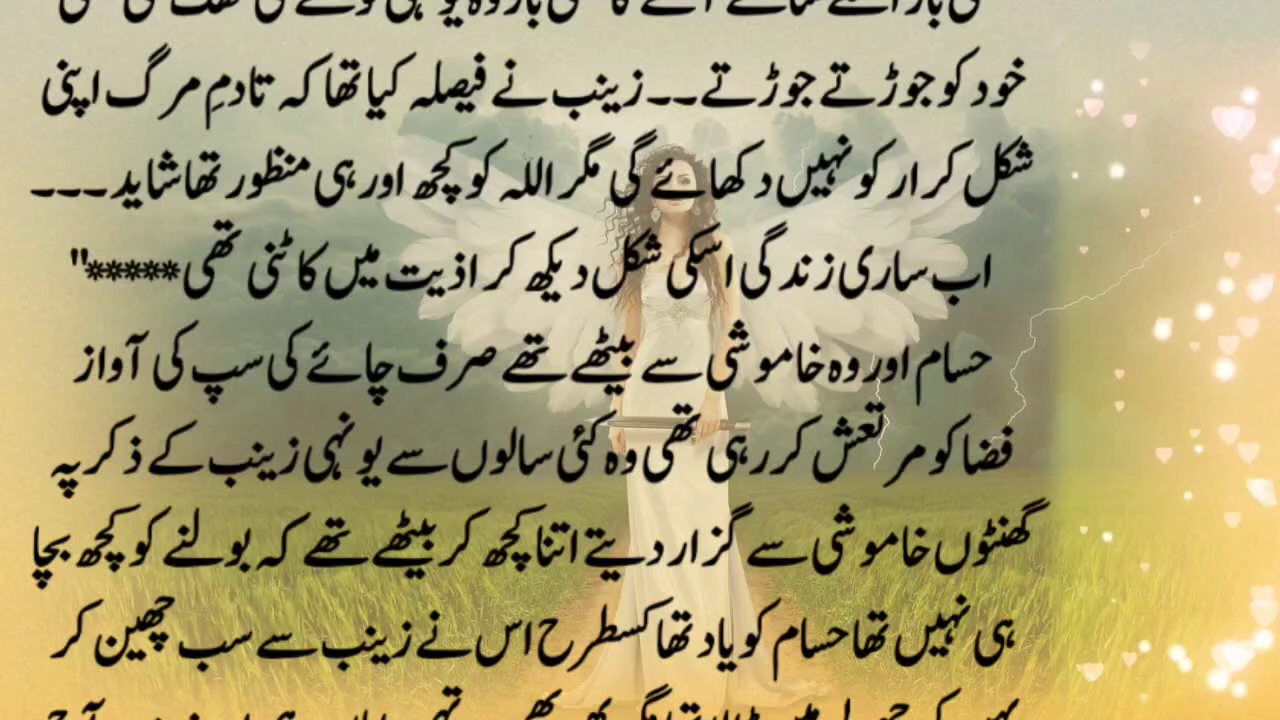 خود کو جوڑتے جوڑتے۔۔ زینب نے فیصلہ کیا تھا کہ تادمِ مرگ اپنی
شکل کرار کو نہیں دکھائے گی مگر اللہ کو کچھ اور ہی منظور تھا شاید۔۔۔۔
اب ساری زندگی اسکی شکل دیکھ کر اذیت میں کاٹنی تھی*****"
حسام اور وہ خاموشی سے بیٹھے تھے صرف چائے کی سپ کی آواز
فضا کو مرتعش کر رہی تھی وہ کئی سالوں سے یونہی زینب کے ذکر پہ
گھنٹوں خاموشی سے گزار دیتے اتنا کچھ کر بیٹھے تھے کہ بولنے کو کچھ بچا
ہی نہیں تھا حسام کو یاد تھا کسطرح اس نے زینب سے سب چھین کر